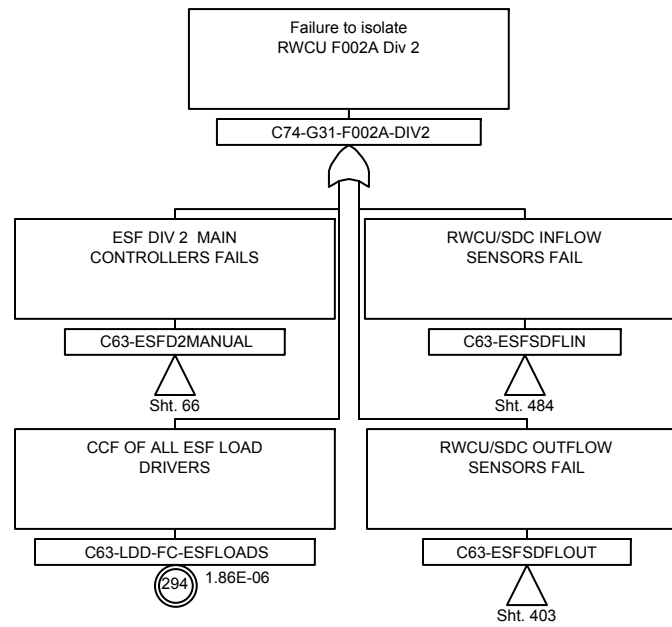 Failure to isolate
RWCU F002A Div 2
C74-G31-F002A-DIV2
ESF DIV 2 MAIN
CONTROLLERS FAILS
C63-ESFD2MANUAL
Sht. 66
RWCU/SDC INFLOW
SENSORS FAIL
C63-ESFSDFLIN
Sht. 484
CCF OF ALL ESF LOAD
DRIVERS
C63-LDD-FC-ESFLOADS
294
1.86E-06
RWCU/SDC OUTFLOW
SENSORS FAIL
C63-ESFSDFLOUT
Sht. 403